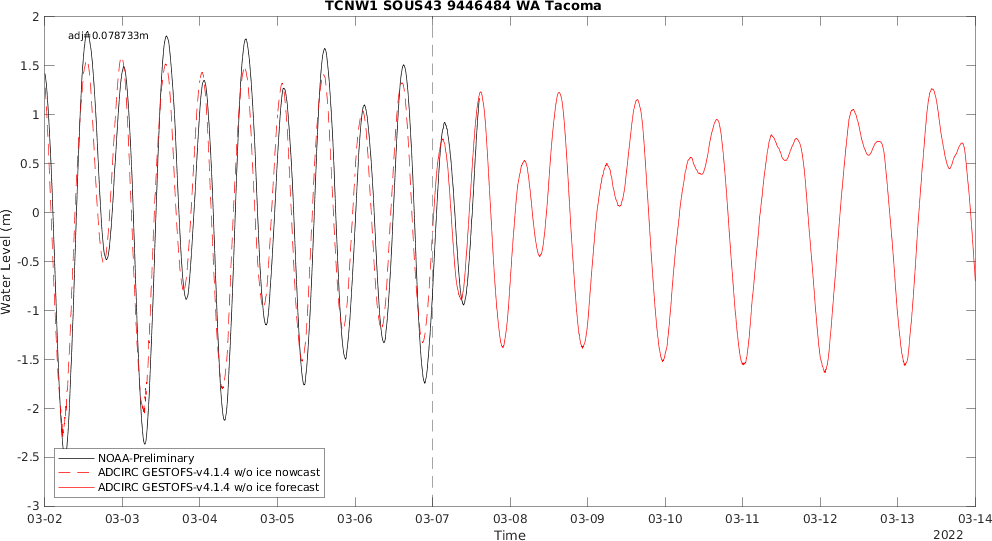 TCNW1 SOUS43 9446484 WA Tacoma
adj=0.078733m
2
1.5
1
0.5
0
-0.5
-1
-1.5
-2
-2.5
-3
Water Level (m)
NOAA-Preliminary
ADCIRC GESTOFS-v4.1.4 w/o ice nowcast
ADCIRC GESTOFS-v4.1.4 w/o ice forecast
03-02 03-03 03-04 03-05 03-06 03-07 03-08 03-09 03-10 03-11 03-12 03-13 03-14
Time
2022